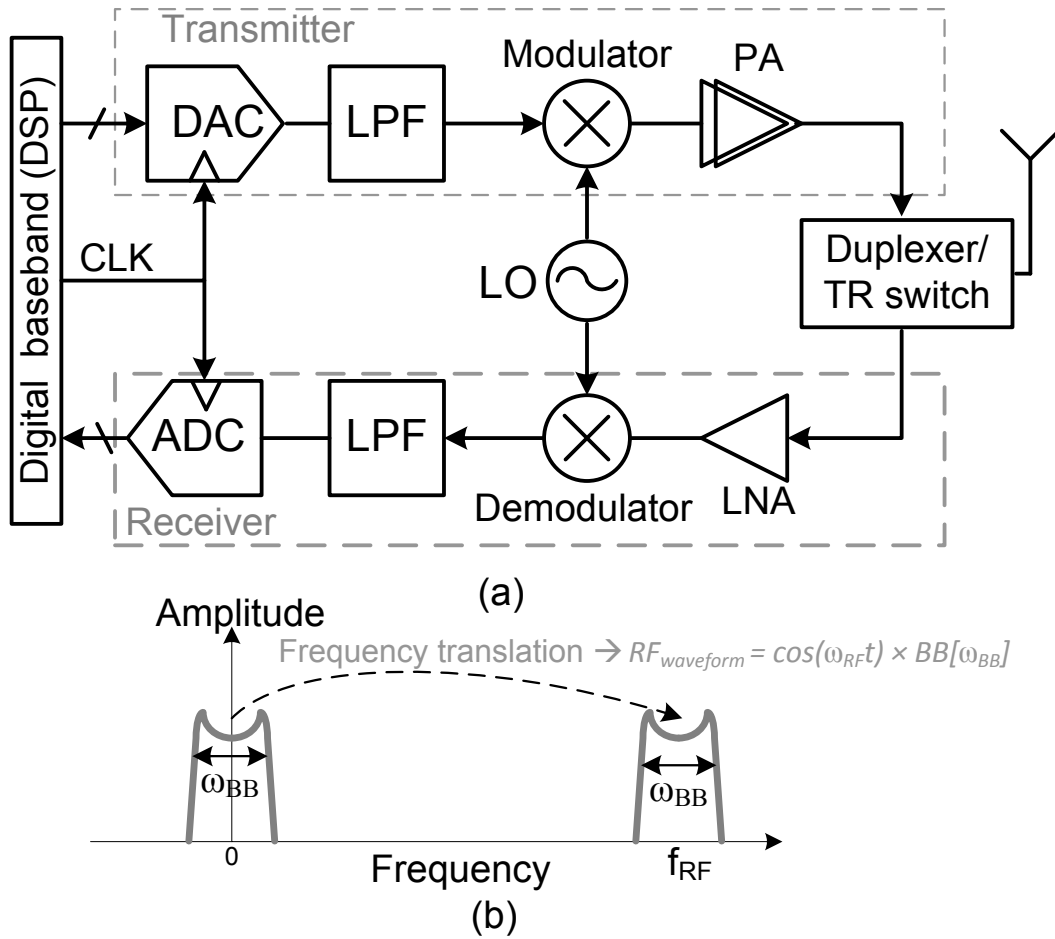 Transmitter
Digital baseband (DSP)
DAC
LPF
Modulator
PA
CLK
LO
Duplexer/
TR switch
ADC
LPF
Demodulator
LNA
Receiver
(a)
Amplitude
Frequency translation → RFwaveform = cos(ωRFt) × BB[ωBB]
ωBB
ωBB
0
Frequency
fRF
(b)